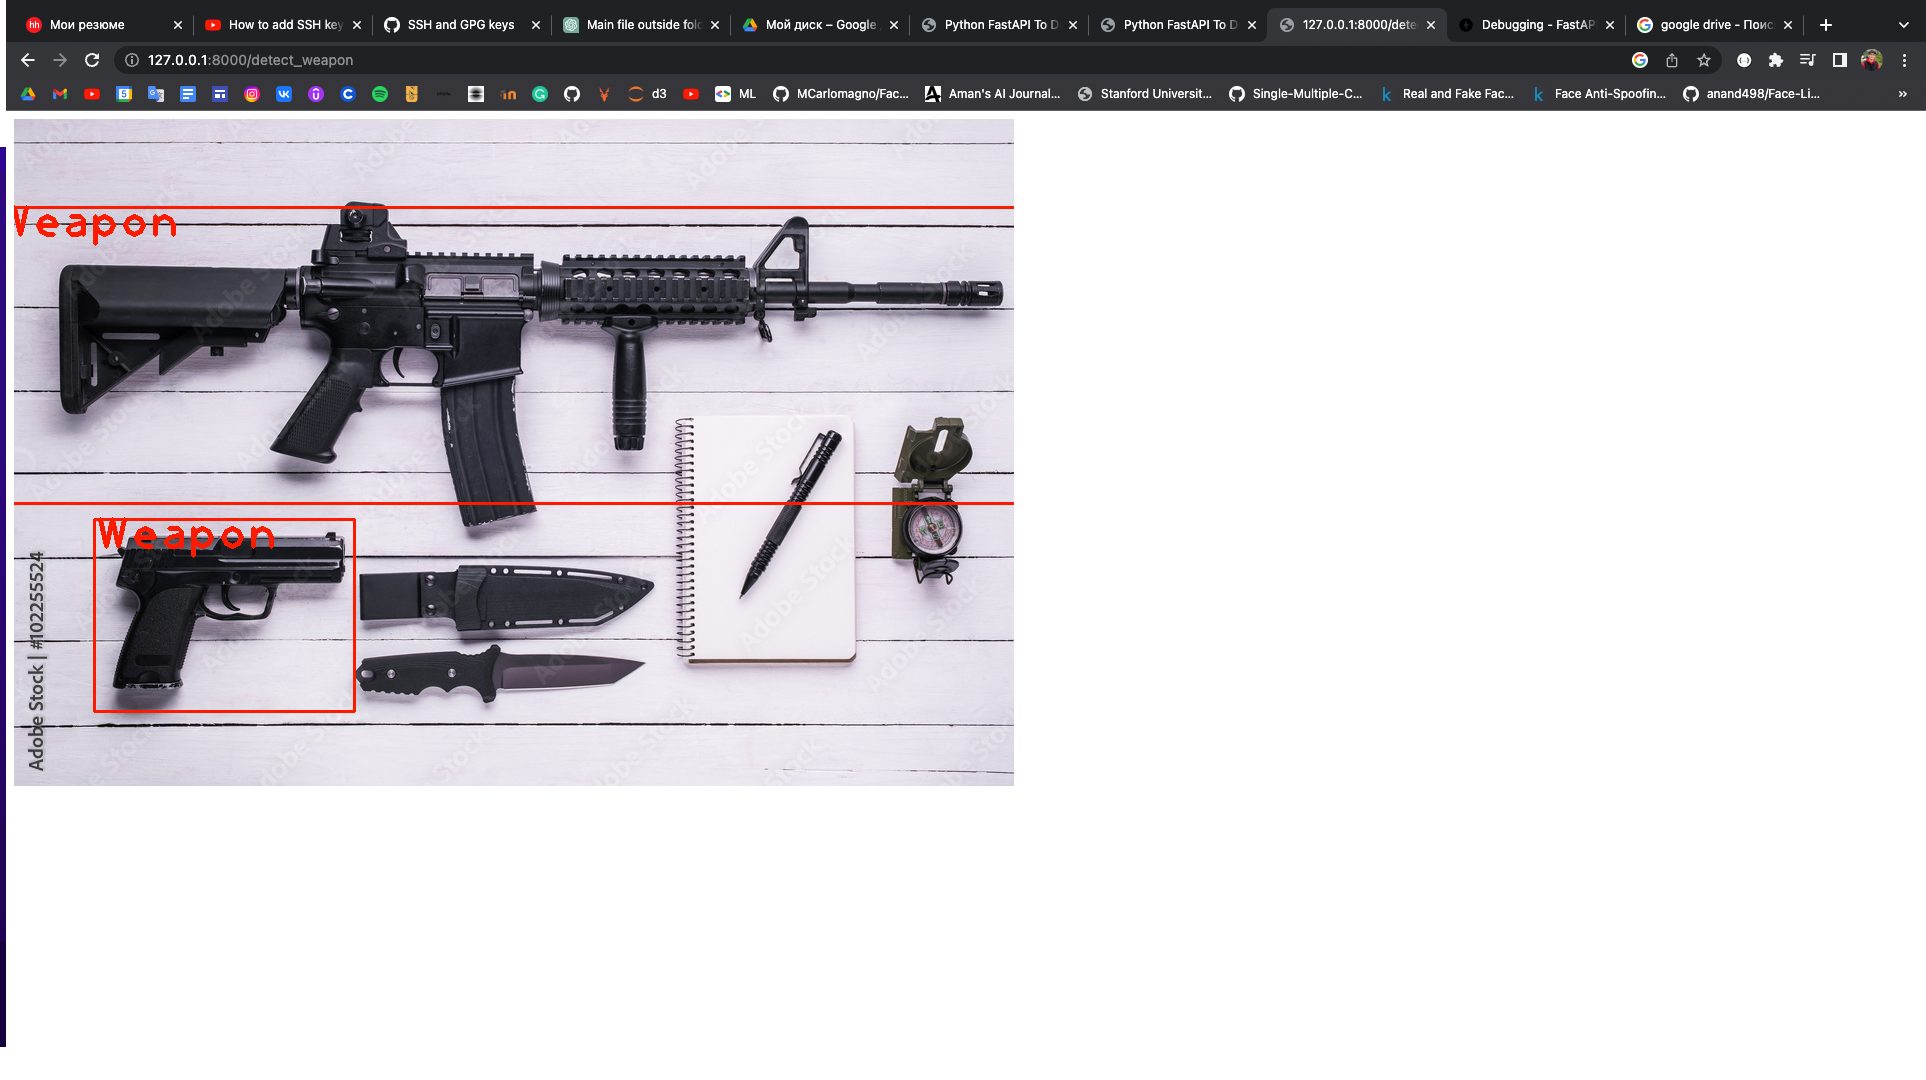 Мои резюме
How to add SSH key
SSH and GPG keys
Main file outside fold
Мой диск – Google
Python FastAPI To D
Python FastAPI To D
127.0.0.1:8000/dete
Debugging - FastAP
google drive - Поис
127.0.0.1:8000/detect_weapon
d3
ML
MCarlomagno/Fac...
Aman's AI Journal...
Stanford Universit...
Single-Multiple-C...
Real and Fake Fac...
Face Anti-Spoofin...
anand498/Face-Li...
Weapon
Weapon
Adobe Stock | #102255524